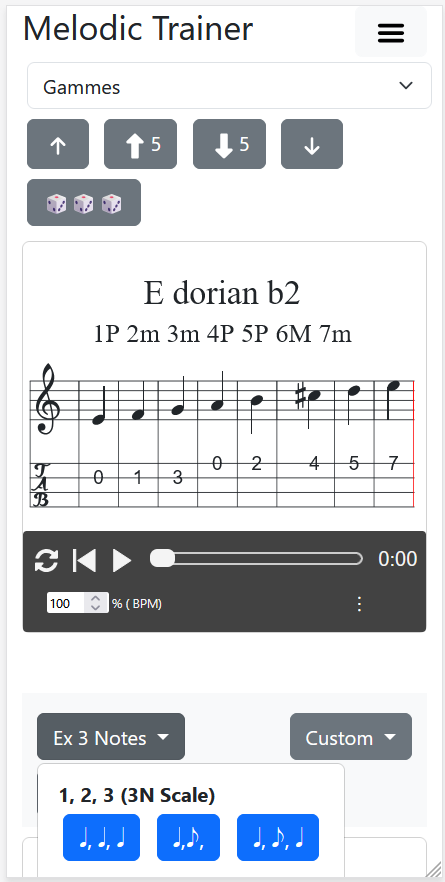 Melodic Trainer
Gammes
↑ ⬆ 5 ⬇ 5 ↓
E dorian b2
1P 2m 3m 4P 5P 6M 7m
T
A
B
0 1 3 0 2 4 5 7
0:00
100 % ( BPM)
Ex 3 Notes
Custom
1, 2, 3 (3N Scale)
♩, ♩, ♩ ♩,♪, ♩, ♪, ♩